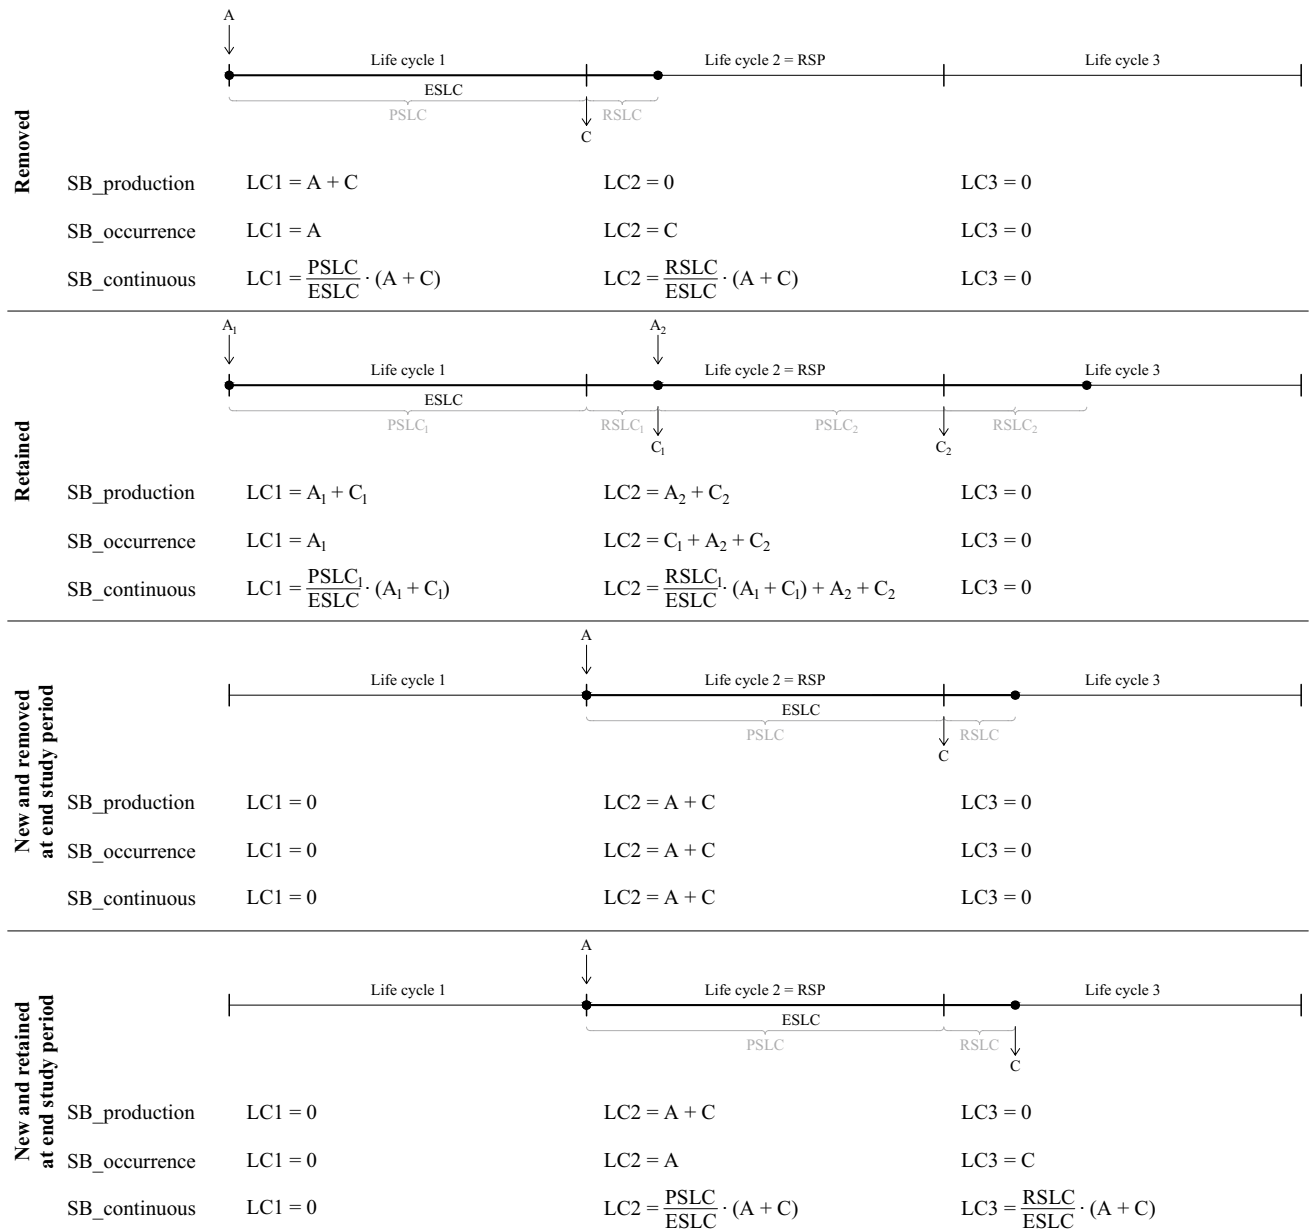 A
Life cycle 1 Life cycle 2 = RSP Life cycle 3
ESLC
PSLC RSLC
C
Removed
SB_production LC1 = A + C LC2 = 0 LC3 = 0
SB_occurrence LC1 = A LC2 = C LC3 = 0
SB_continuous LC1 = PSLC/ESLC · (A + C) LC2 = RSLC/ESLC · (A + C) LC3 = 0
A₁ A₂
Life cycle 1 Life cycle 2 = RSP Life cycle 3
ESLC
PSLC₁ RSLC₁ PSLC₂ RSLC₂
C₁ C₂
Retained
SB_production LC1 = A₁ + C₁ LC2 = A₂ + C₂ LC3 = 0
SB_occurrence LC1 = A₁ LC2 = C₁ + A₂ + C₂ LC3 = 0
SB_continuous LC1 = PSLC₁/ESLC · (A₁ + C₁) LC2 = RSLC₁/ESLC · (A₁ + C₁) + A₂ + C₂ LC3 = 0
A
Life cycle 1 Life cycle 2 = RSP Life cycle 3
ESLC
PSLC RSLC
C
New and removed
at end study period
SB_production LC1 = 0 LC2 = A + C LC3 = 0
SB_occurrence LC1 = 0 LC2 = A + C LC3 = 0
SB_continuous LC1 = 0 LC2 = A + C LC3 = 0
A
Life cycle 1 Life cycle 2 = RSP Life cycle 3
ESLC
PSLC RSLC
C
New and retained
at end study period
SB_production LC1 = 0 LC2 = A + C LC3 = 0
SB_occurrence LC1 = 0 LC2 = A LC3 = C
SB_continuous LC1 = 0 LC2 = PSLC/ESLC · (A + C) LC3 = RSLC/ESLC · (A + C)